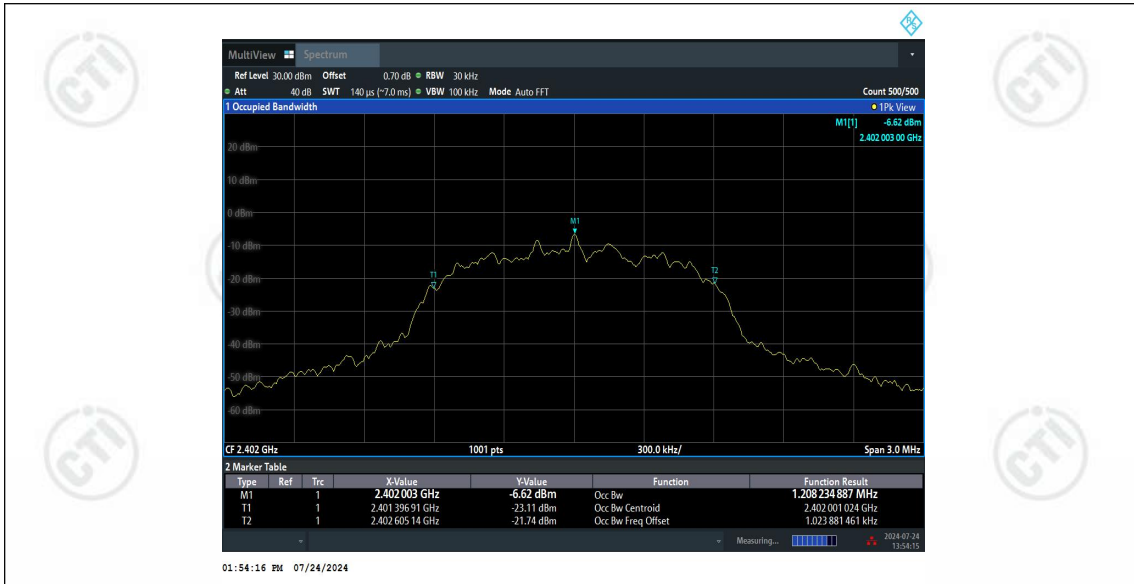 R&S
MultiView Spectrum
Ref Level 30.00 dBm Offset 0.70 dB RBW 30 kHz
Att 40 dB SWT 140 µs (~7.0 ms) VBW 100 kHz Mode Auto FFT Count 500/500
1 Occupied Bandwidth 1Pk View
M1[1] -6.62 dBm
2.402 003 00 GHz
20 dBm
10 dBm
0 dBm
M1
-10 dBm
T1 T2
-20 dBm
-30 dBm
-40 dBm
-50 dBm
-60 dBm
CF 2.402 GHz 1001 pts 300.0 kHz/ Span 3.0 MHz
2 Marker Table
Type Ref Trc X-Value Y-Value Function Function Result
M1 1 2.402 003 GHz -6.62 dBm Occ Bw 1.208 234 887 MHz
T1 1 2.401 396 91 GHz -23.11 dBm Occ Bw Centroid 2.402 001 024 GHz
T2 1 2.402 605 14 GHz -21.74 dBm Occ Bw Freq Offset 1.023 881 461 kHz
Measuring... 2024-07-24
13:54:15
01:54:16 PM 07/24/2024
CTI
CTI
CTI
CTI